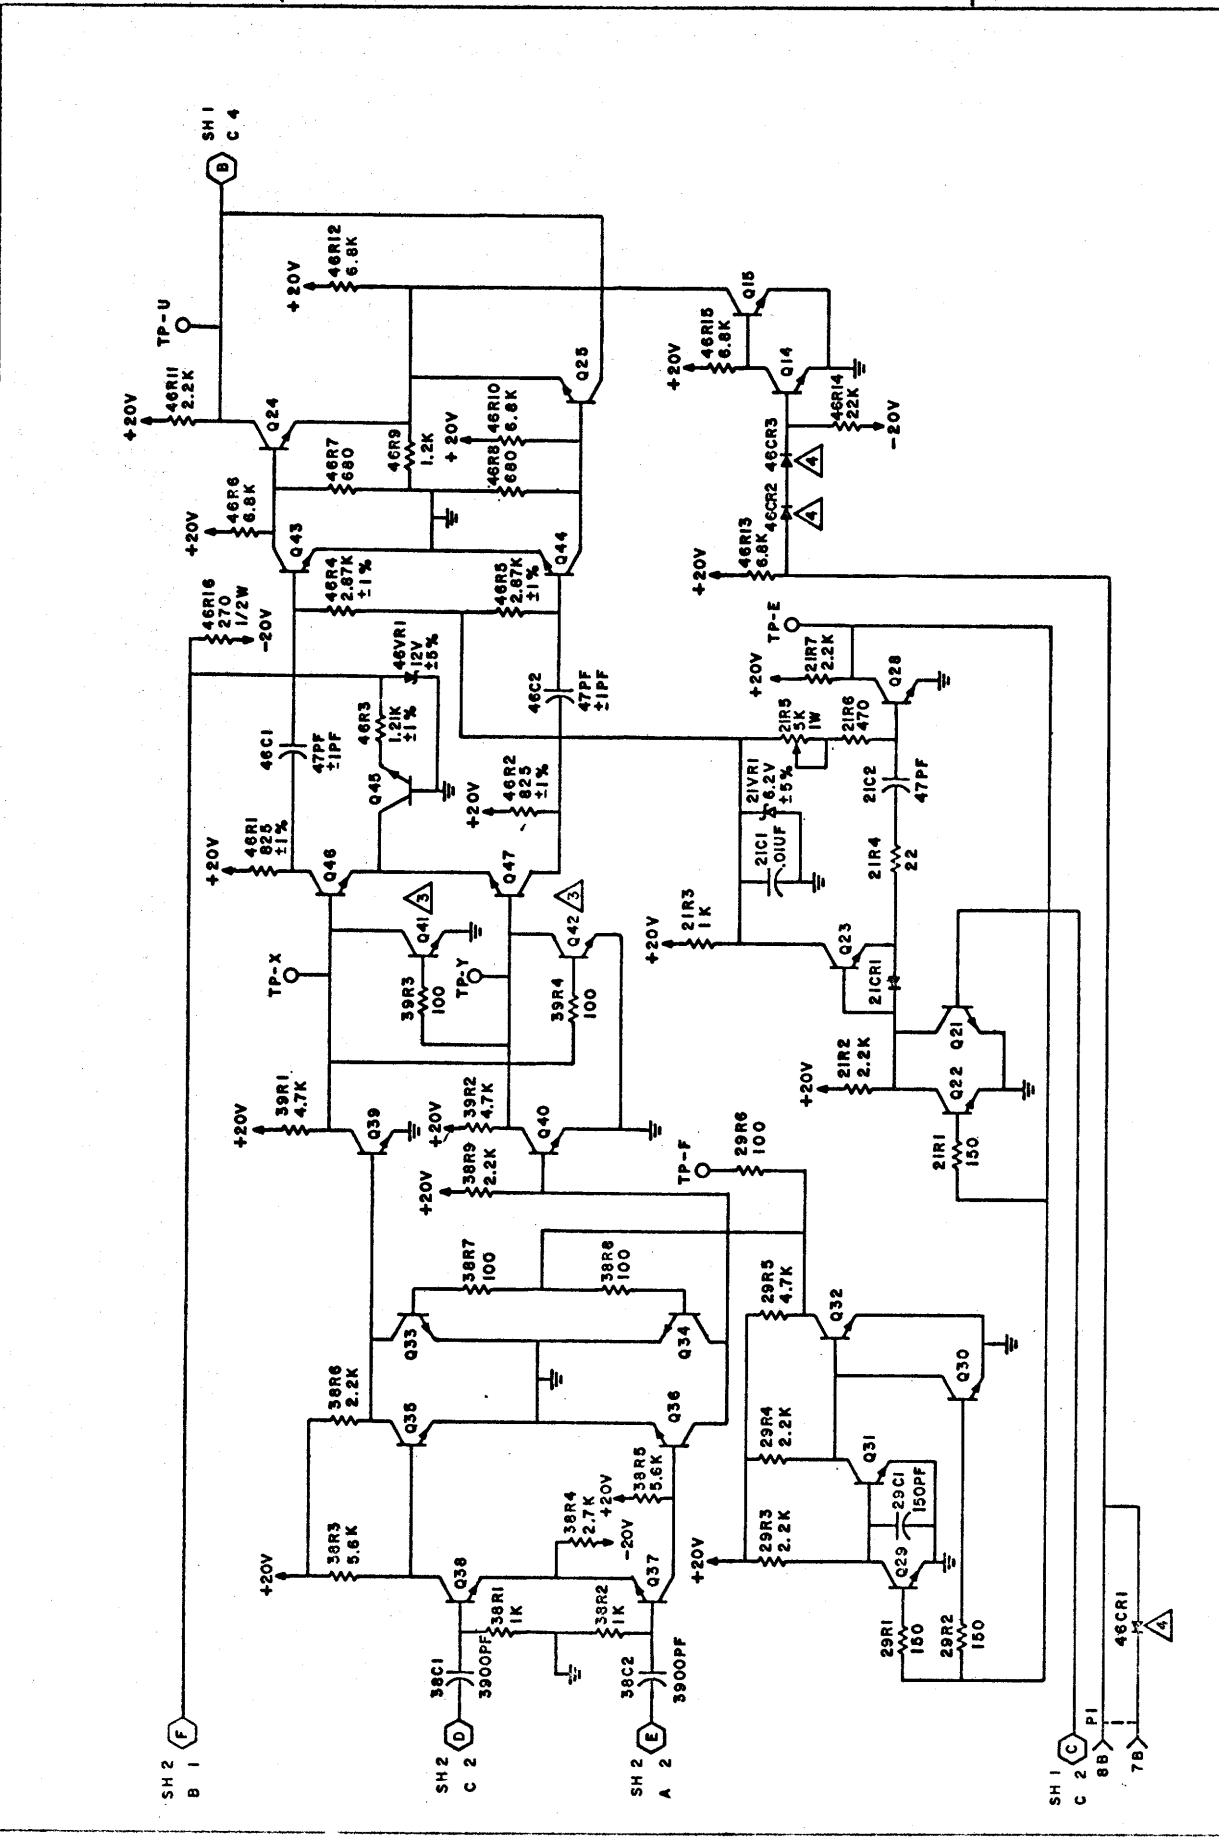 SH 1
C 4
B
TP-U
+20V
46R11
2.2K
Q24
+20V
46R12
6.8K
+20V
46R6
6.8K
46R7
680
46R9
1.2K
+20V
46R10
6.8K
46R8
680
Q25
Q43
Q44
46R4
2.87K
±1%
46R5
2.87K
±1%
46R16
270
1/2W
-20V
46VR1
12V
±5%
46R3
1.21K
±1%
Q45
46C1
47PF
±1PF
46C2
47PF
±1PF
+20V
46R1
825
±1%
+20V
46R2
825
±1%
Q46
Q47
Q41
3
Q42
3
TP-X
TP-Y
39R3
100
39R4
100
+20V
39R1
4.7K
+20V
39R2
4.7K
Q39
Q40
+20V
38R9
2.2K
38R7
100
38R8
100
Q33
Q34
38R6
2.2K
Q35
Q36
+20V
38R3
5.6K
38R4
2.7K
-20V
+20V
38R5
5.6K
Q38
Q37
38R1
1K
38R2
1K
38C1
3900PF
38C2
3900PF
SH 2
B 1
F
SH 2
C 2
D
SH 2
A 2
E
+20V
46R15
6.8K
Q15
Q14
46R14
22K
-20V
46CR3
4
46CR2
4
+20V
46R13
6.8K
TP-E
+20V
21R7
2.2K
Q28
21R5
5K
1W
21R6
470
21VR1
6.2V
±5%
21C1
.01UF
21C2
47PF
21R4
22
+20V
21R3
1K
Q23
21CR1
+20V
21R2
2.2K
Q21
Q22
21R1
150
TP-F
29R6
100
29R5
4.7K
Q32
Q30
29R4
2.2K
Q31
29C1
150PF
+20V
29R3
2.2K
Q29
29R1
150
29R2
150
46CR1
4
SH 1
C 2
C
P1
8B
7B